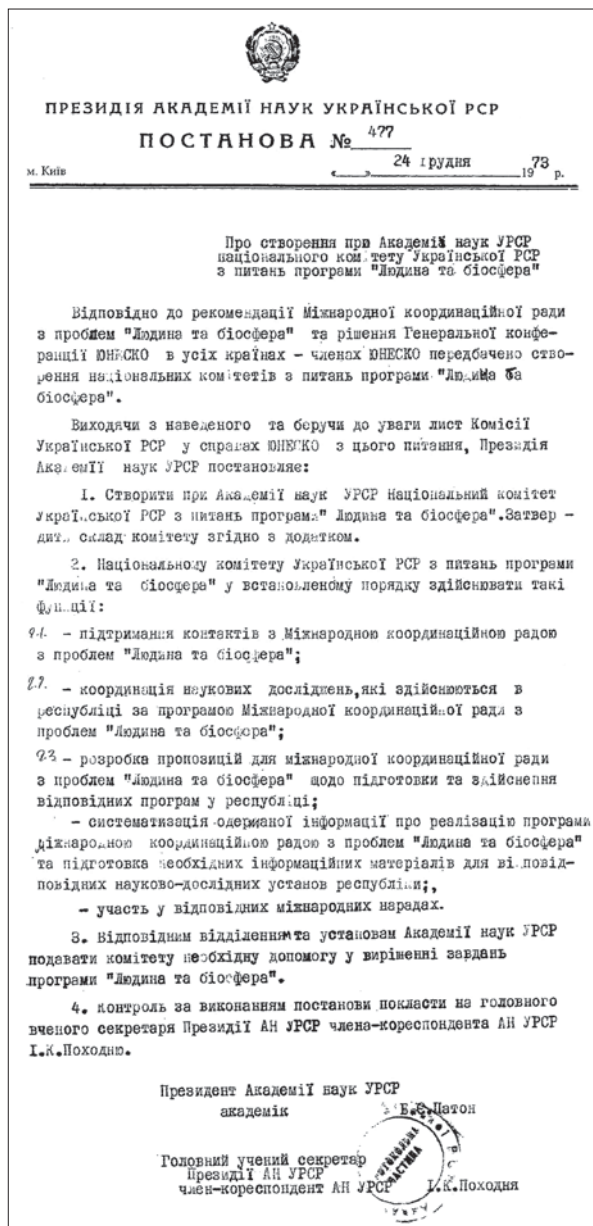 ПРЕЗИДІЯ АКАДЕМІЇ НАУК УКРАЇНСЬКОЇ РСР
ПОСТАНОВА № 477
м. Київ « » 24 грудня 1973 р.
Про створення при Академії наук УРСР
національного комітету Української РСР
з питань програми "Людина та біосфера"
Відповідно до рекомендації Міжнародної координаційної ради
з проблем "Людина та біосфера" та рішення Генеральної конфе-
ранції ЮНЕСКО в усіх країнах - членах ЮНЕСКО передбачено ство-
рення національних комітетів з питань програми "Людина та
біосфера".
Виходячи з наведеного та беручи до уваги лист Комісії
Української РСР у справах ЮНЕСКО з цього питання, Президія
Академії наук УРСР постановляє:
1. Створити при Академії наук УРСР Національний комітет
Української РСР з питань програма" Людина та біосфера".Затвер -
дить склад комітету згідно з додатком.
2. Національному комітету Української РСР з питань програми
"Людина та біосфера" у встановленому порядку здійснювати такі
функції:
2.1. - підтримання контактів з Міжнародною координаційною радою
з проблем "Людина та біосфера";
2.2. - координація наукових досліджень,які здійснюються в
республіці за програмою Міжнародної координаційної ради з
проблем "Людина та біосфера";
2.3 - розробка пропозицій для міжнародної координаційної ради
з проблем "Людина та біосфера" щодо підготовки та здійснення
відповідних програм у республіці;
- систематизація одержаної інформації про реалізацію програми
Міжнародною координаційною радою з проблем "Людина та біосфера"
та підготовка необхідних інформаційних матеріалів для відповід-
повідних науково-дослідних установ республіки;,
- участь у відповідних міжнародних нарадах.
3. Відповідним відділенням та установам Академії наук УРСР
подавати комітету необхідну допомогу у вирішенні завдань
програми "Людина та біосфера".
4. Контроль за виконанням постанови покласти на головного
вченого секретаря Президії АН УРСР члена-кореспондента АН УРСР
І.К.Походню.
Президент Академії наук УРСР
академік Б.Є.Патон
Головний учений секретар
Президії АН УРСР
член-кореспондент АН УРСР І.К.Походня
ПРОТОКОЛЬНА
ЧАСТИНА